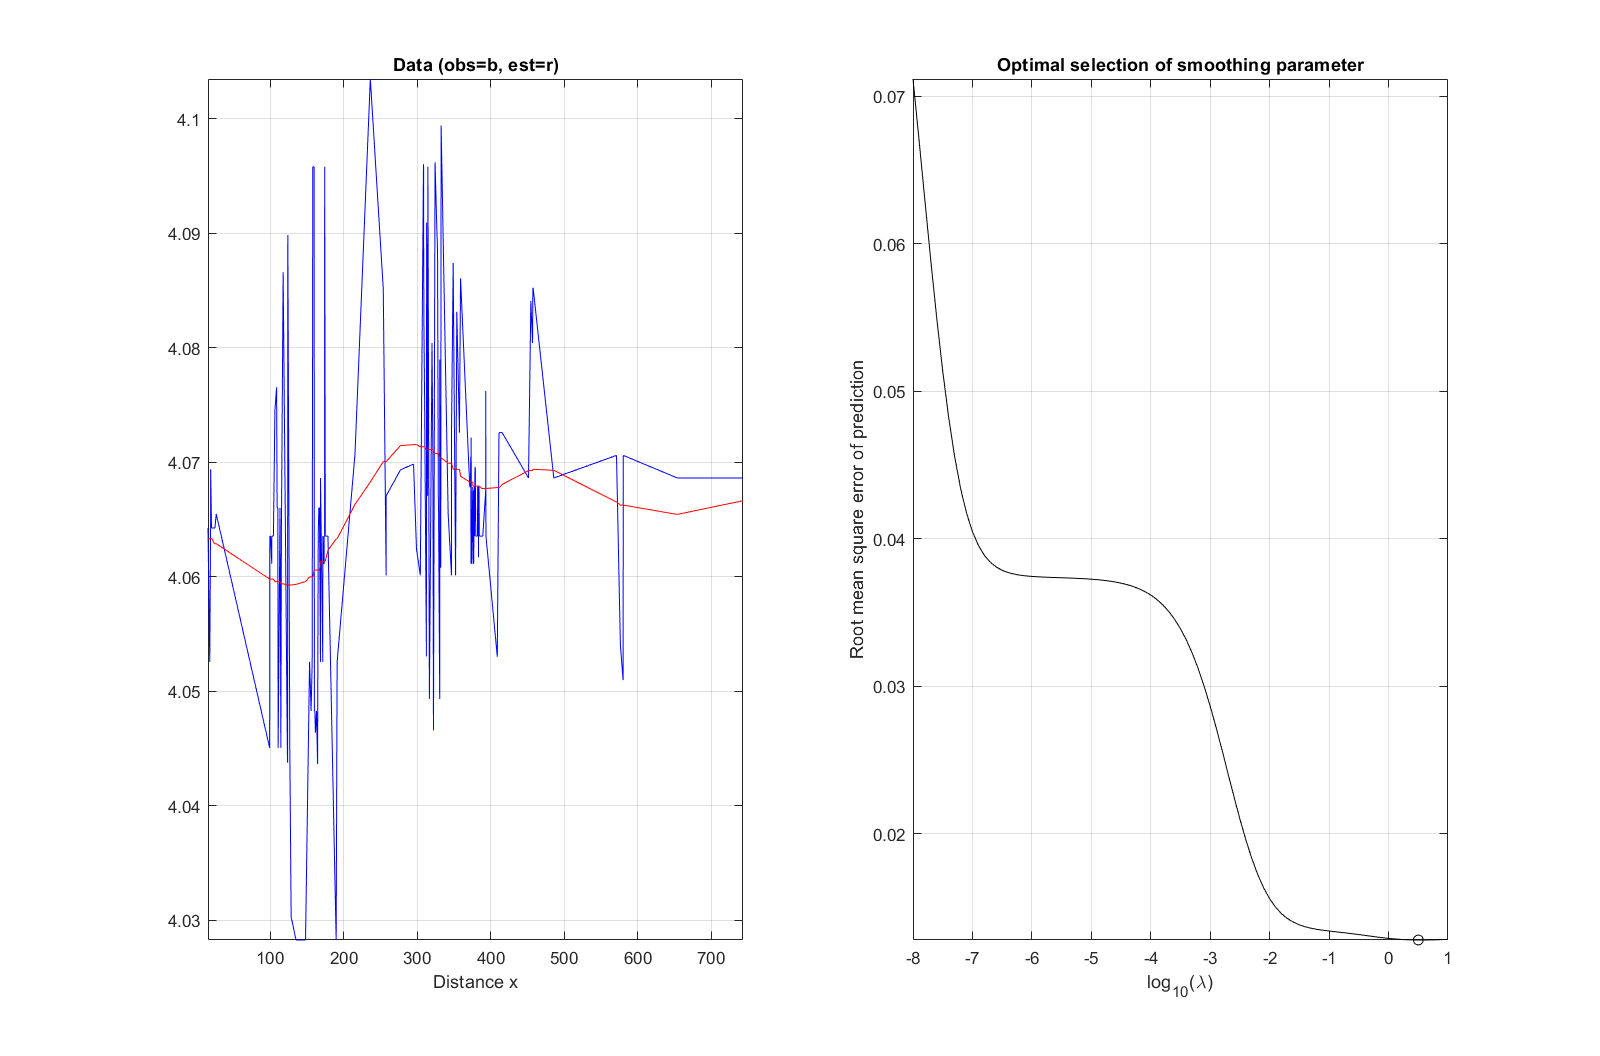 Data (obs=b, est=r)
4.1
4.09
4.08
4.07
4.06
4.05
4.04
4.03
100 200 300 400 500 600 700
Distance x
Optimal selection of smoothing parameter
Root mean square error of prediction
0.07
0.06
0.05
0.04
0.03
0.02
-8 -7 -6 -5 -4 -3 -2 -1 0 1
log10(λ)